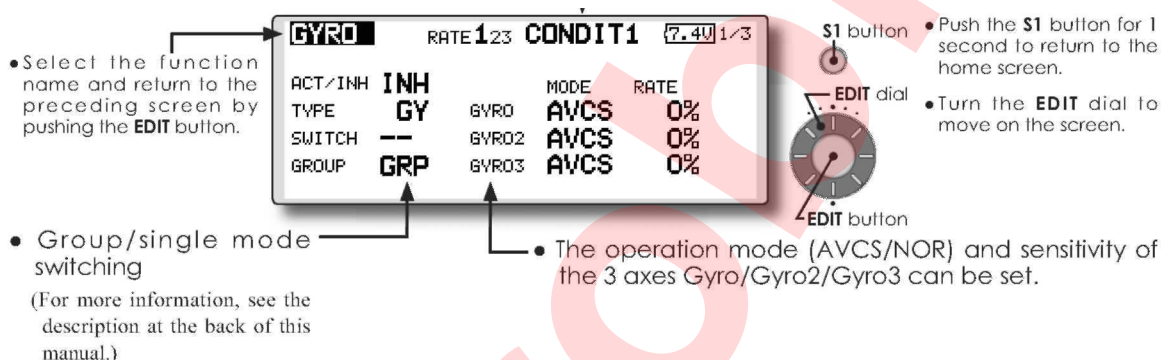 GYRO RATE 123 CONDIT1 7.4V 1/3
ACT/INH INH MODE RATE
TYPE GY GYRO AVCS 0%
SWITCH -- GYRO2 AVCS 0%
GROUP GRP GYRO3 AVCS 0%
• Select the function
name and return to the
preceding screen by
pushing the EDIT button.
S1 button
EDIT dial
EDIT button
• Push the S1 button for 1
second to return to the
home screen.
• Turn the EDIT dial to
move on the screen.
• Group/single mode
switching
(For more information, see the
description at the back of this
manual.)
• The operation mode (AVCS/NOR) and sensitivity of
the 3 axes Gyro/Gyro2/Gyro3 can be set.